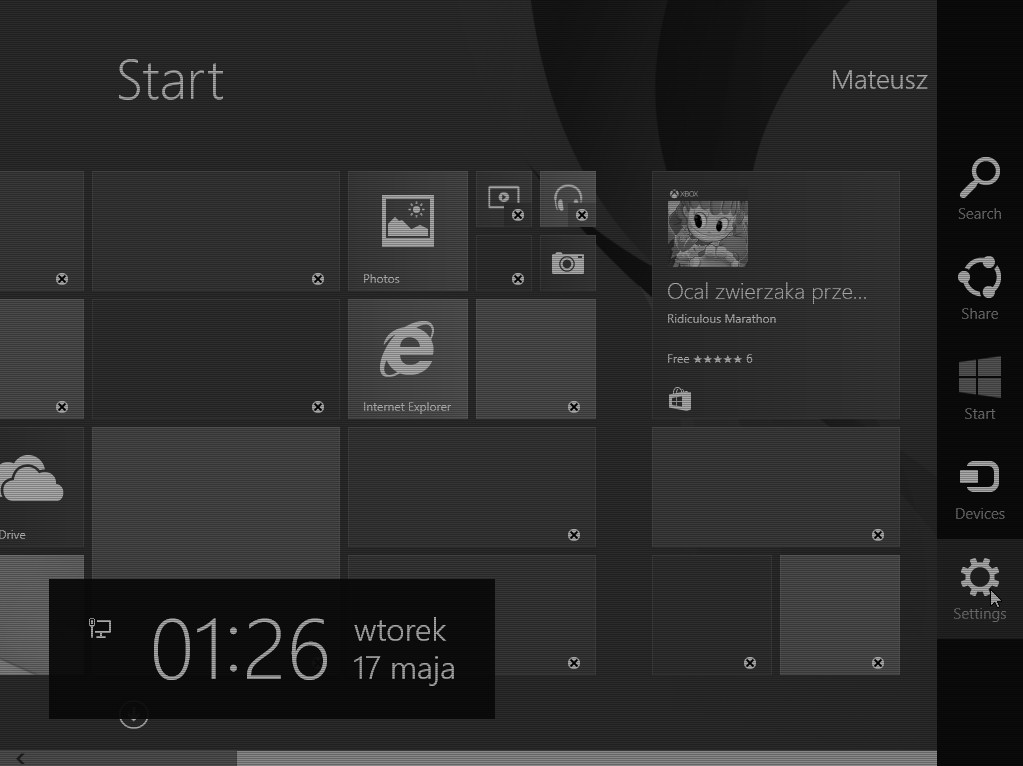 Start
Mateusz
Photos
XBOX
Ocal zwierzaka prze...
Ridiculous Marathon
Free ★★★★★ 6
Internet Explorer
Drive
Search
Share
Start
Devices
Settings
01:26
wtorek
17 maja